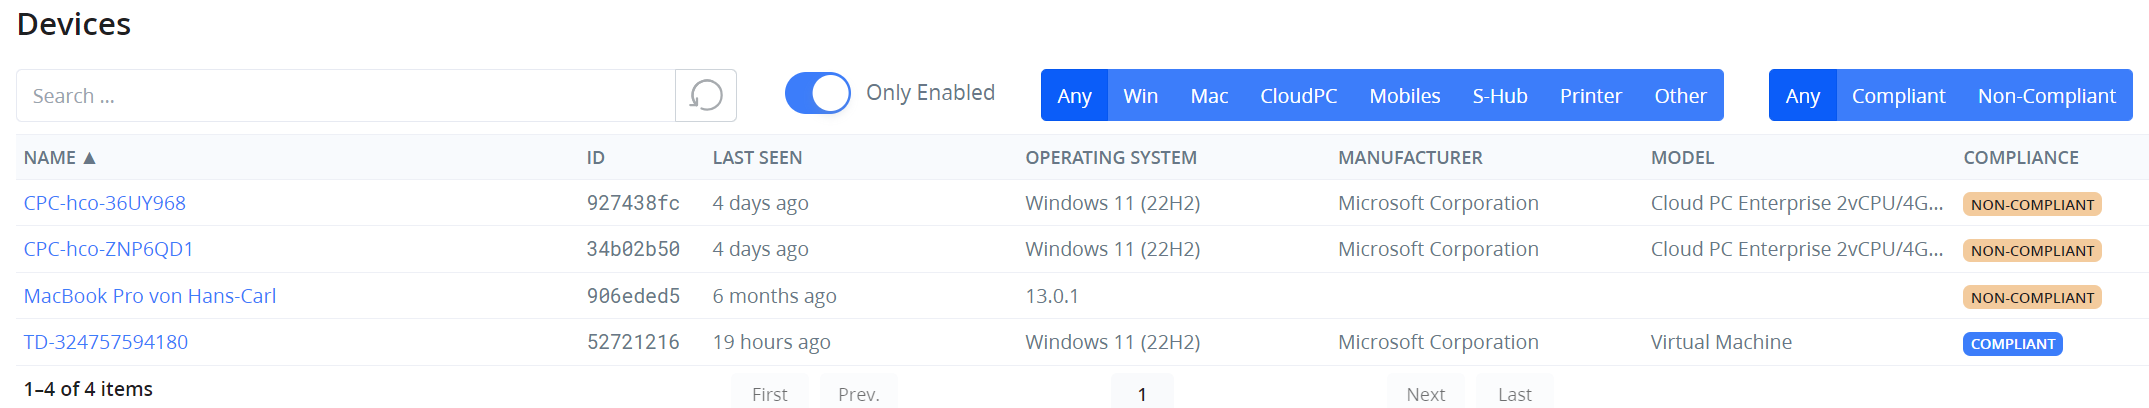 Devices
Search ... Only Enabled Any Win Mac CloudPC Mobiles S-Hub Printer Other Any Compliant Non-Compliant
NAME ▲ ID LAST SEEN OPERATING SYSTEM MANUFACTURER MODEL COMPLIANCE
CPC-hco-36UY968 927438fc 4 days ago Windows 11 (22H2) Microsoft Corporation Cloud PC Enterprise 2vCPU/4G... NON-COMPLIANT
CPC-hco-ZNP6QD1 34b02b50 4 days ago Windows 11 (22H2) Microsoft Corporation Cloud PC Enterprise 2vCPU/4G... NON-COMPLIANT
MacBook Pro von Hans-Carl 906eded5 6 months ago 13.0.1 NON-COMPLIANT
TD-324757594180 52721216 19 hours ago Windows 11 (22H2) Microsoft Corporation Virtual Machine COMPLIANT
1–4 of 4 items First Prev. 1 Next Last